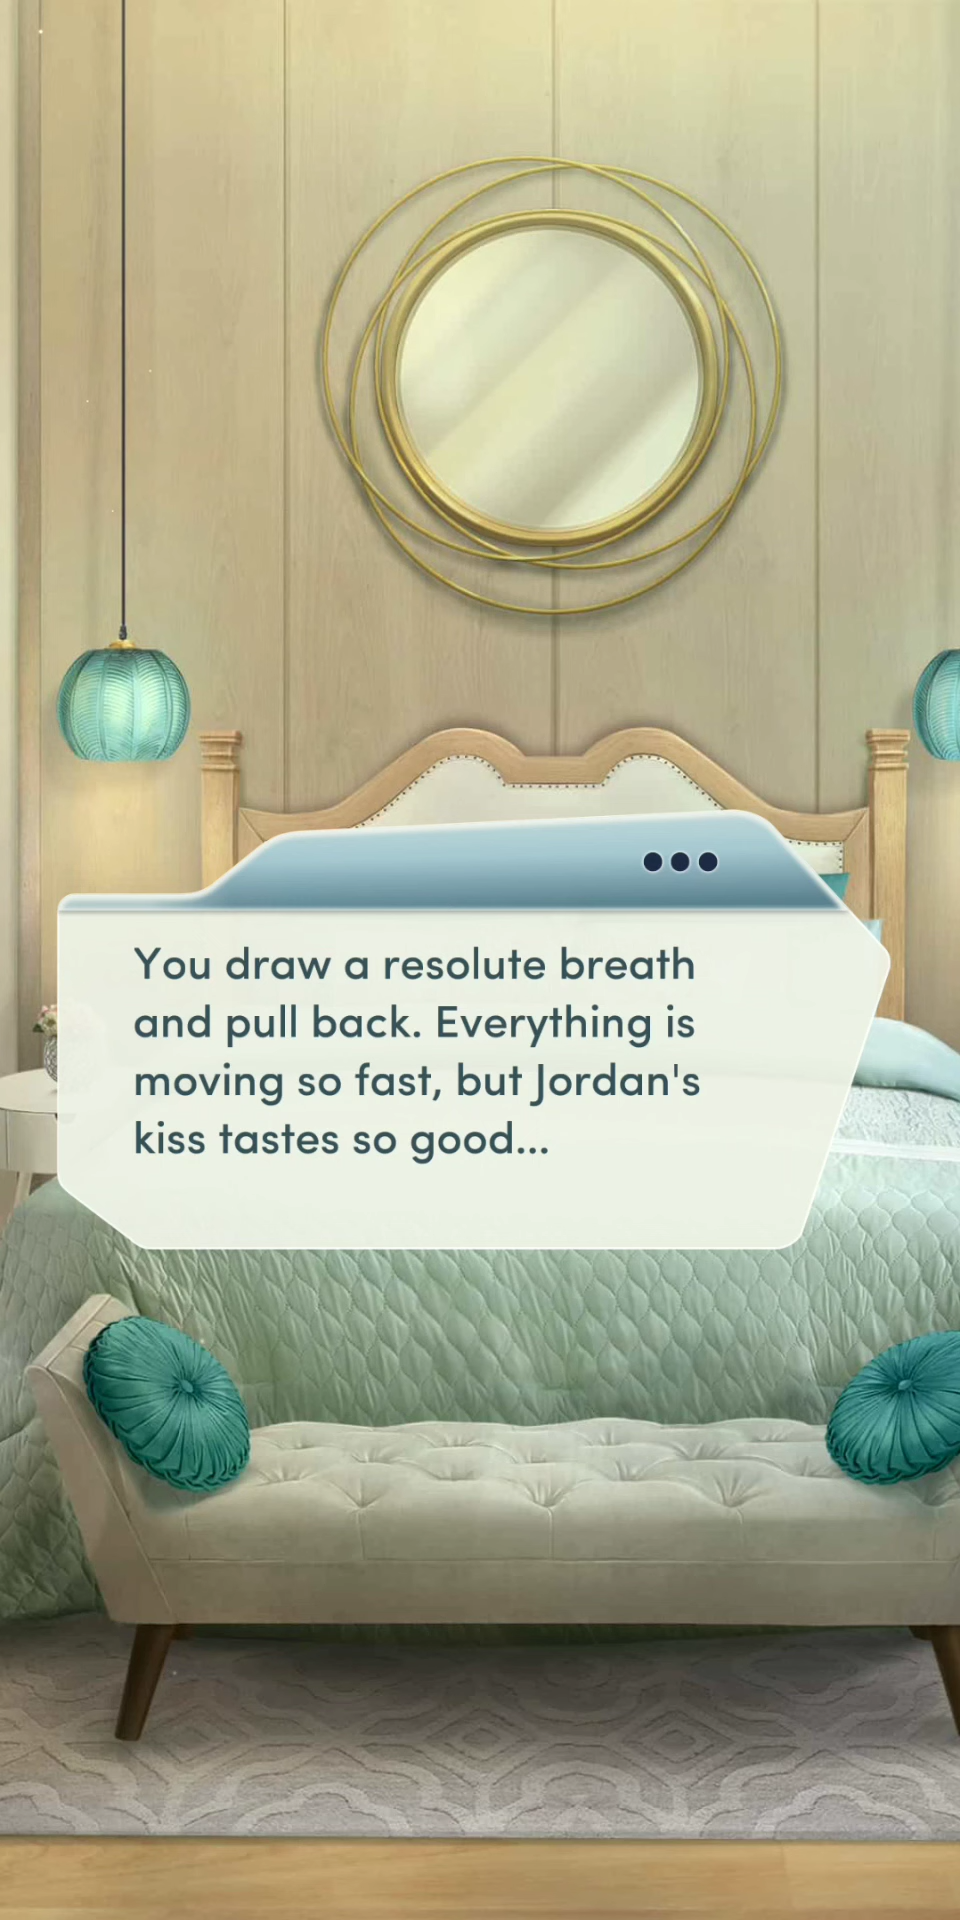 You draw a resolute breath
and pull back. Everything is
moving so fast, but Jordan's
kiss tastes so good...